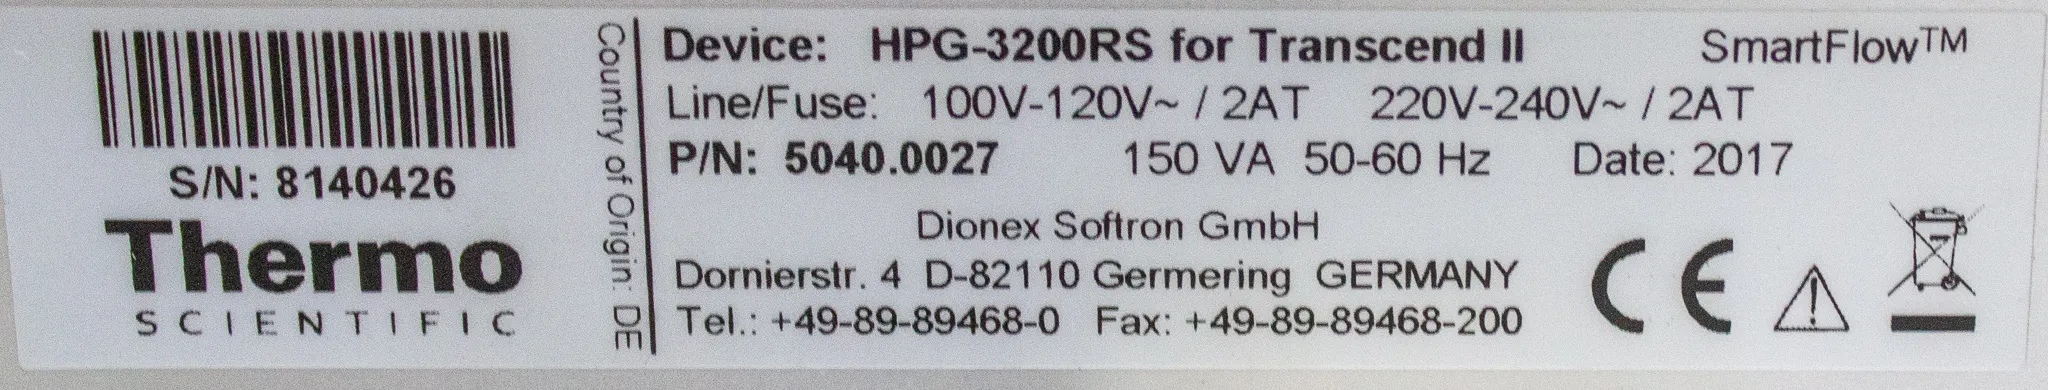 S/N: 8140426
Thermo
SCIENTIFIC
Country of Origin: DE
Device: HPG-3200RS for Transcend II SmartFlow™
Line/Fuse: 100V-120V~ / 2AT 220V-240V~ / 2AT
P/N: 5040.0027 150 VA 50-60 Hz Date: 2017
Dionex Softron GmbH
Dornierstr. 4 D-82110 Germering GERMANY
Tel.: +49-89-89468-0 Fax: +49-89-89468-200
CE